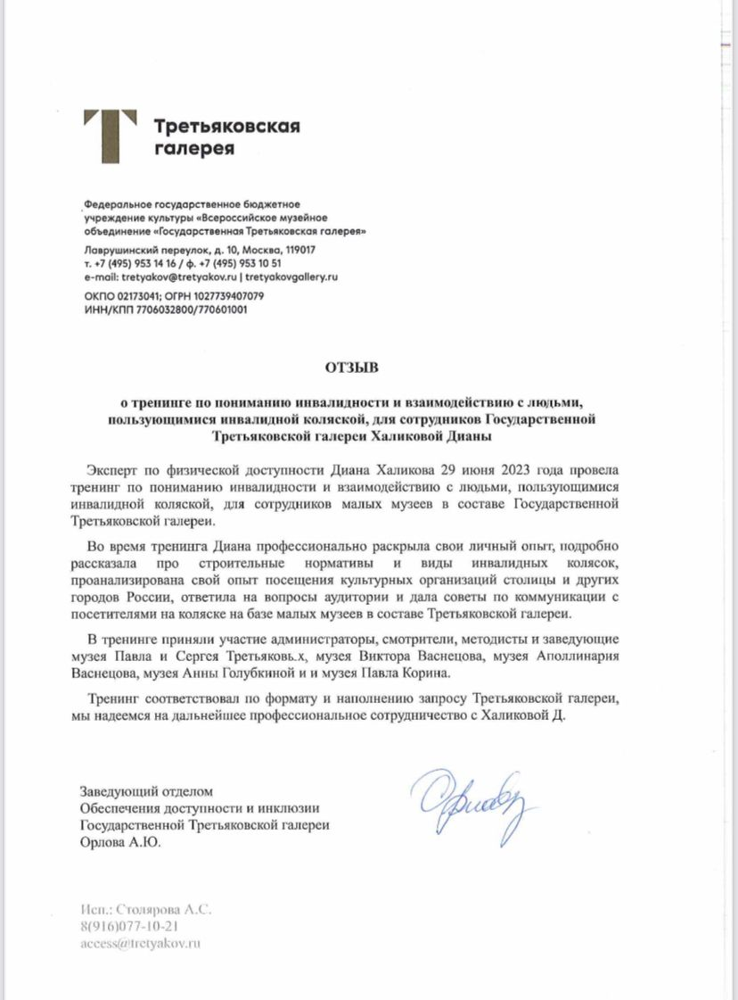 Третьяковская
галерея
Федеральное государственное бюджетное
учреждение культуры «Всероссийское музейное
объединение «Государственная Третьяковская галерея»
Лаврушинский переулок, д. 10, Москва, 119017
т. +7 (495) 953 14 16 / ф. +7 (495) 953 10 51
e-mail: tretyakov@tretyakov.ru | tretyakovgallery.ru
ОКПО 02173041; ОГРН 1027739407079
ИНН/КПП 7706032800/770601001
ОТЗЫВ
о тренинге по пониманию инвалидности и взаимодействию с людьми,
пользующимися инвалидной коляской, для сотрудников Государственной
Третьяковской галереи Халиковой Дианы
Эксперт по физической доступности Диана Халикова 29 июня 2023 года провела
тренинг по пониманию инвалидности и взаимодействию с людьми, пользующимися
инвалидной коляской, для сотрудников малых музеев в составе Государственной
Третьяковской галереи.
Во время тренинга Диана профессионально раскрыла свои личный опыт, подробно
рассказала про строительные нормативы и виды инвалидных колясок,
проанализирована свой опыт посещения культурных организаций столицы и других
городов России, ответила на вопросы аудитории и дала советы по коммуникации с
посетителями на коляске на базе малых музеев в составе Третьяковской галереи.
В тренинге приняли участие администраторы, смотрители, методисты и заведующие
музея Павла и Сергея Третьяковых, музея Виктора Васнецова, музея Аполлинария
Васнецова, музея Анны Голубкиной и и музея Павла Корина.
Тренинг соответствовал по формату и наполнению запросу Третьяковской галереи,
мы надеемся на дальнейшее профессиональное сотрудничество с Халиковой Д.
Заведующий отделом
Обеспечения доступности и инклюзии
Государственной Третьяковской галереи
Орлова А.Ю.
Исп.: Столярова А.С.
8(916)077-10-21
access@tretyakov.ru